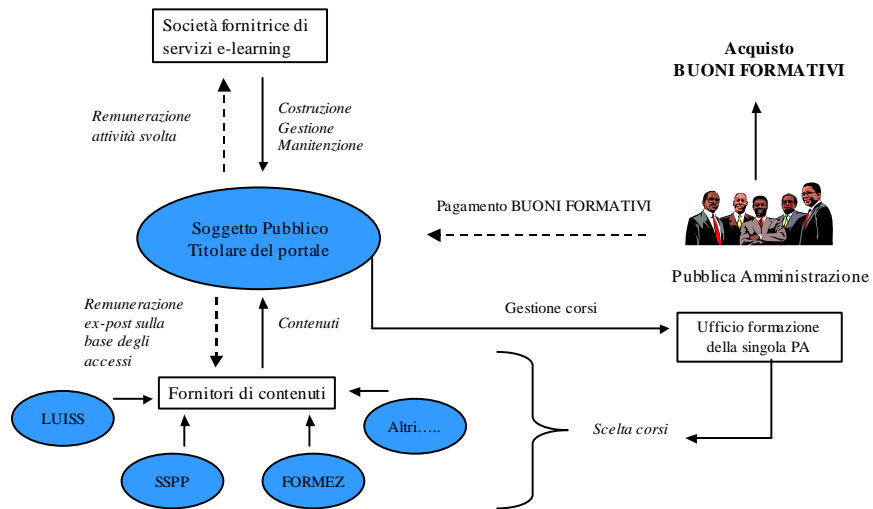 Società fornitrice di
servizi e-learning
Acquisto
BUONI FORMATIVI
Remunerazione
attività svolta
Costruzione
Gestione
Manitenzione
Pagamento BUONI FORMATIVI
Soggetto Pubblico
Titolare del portale
Pubblica Amministrazione
Remunerazione
ex-post sulla
base degli
accessi
Contenuti
Gestione corsi
Ufficio formazione
della singola PA
Fornitori di contenuti
LUISS
Altri…..
Scelta corsi
SSPP
FORMEZ